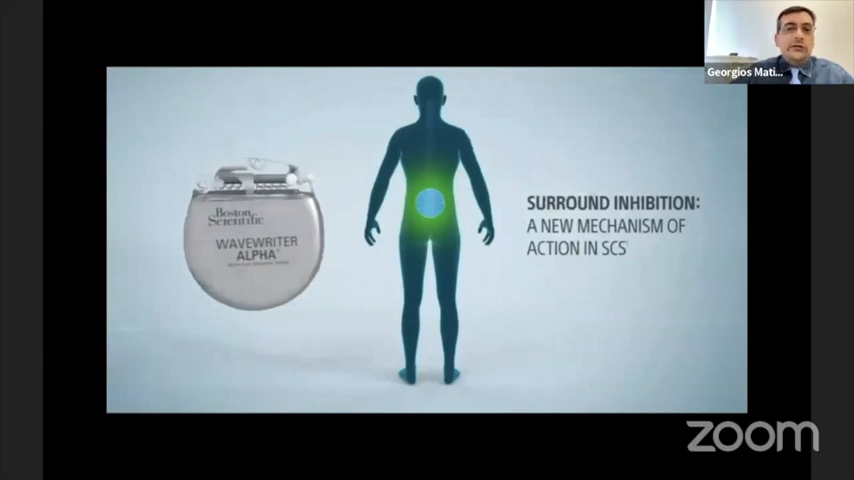 Georgios Mati...
Boston
Scientific
WAVEWRITER
ALPHA
SURROUND INHIBITION:
A NEW MECHANISM OF
ACTION IN SCS
zoom